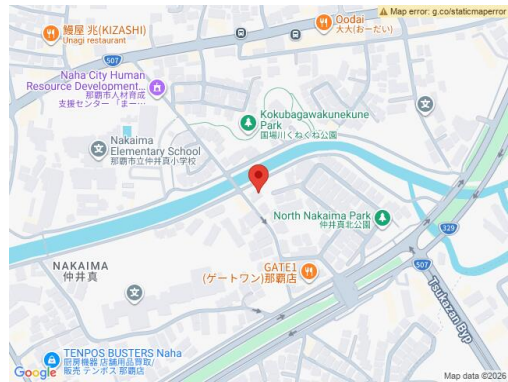 Map error: g.co/staticmaperror
鰻屋 兆(KIZASHI)
Unagi restaurant
Oodai
大大(おーだい)
507
Naha City Human
Resource Development...
那覇市人材育成
支援センター 「まー…
Kokubagawakunekune
Park
国場川くねくね公園
Nakaima
Elementary School
那覇市立仲井真小学校
North Nakaima Park
仲井真北公園
329
NAKAIMA
仲井真
GATE1
(ゲートワン)那覇店
507
Tsukazan Byp
TENPOS BUSTERS Naha
厨房機器 店舗用品買取/
販売 テンポス 那覇店
Google
Map data ©2026